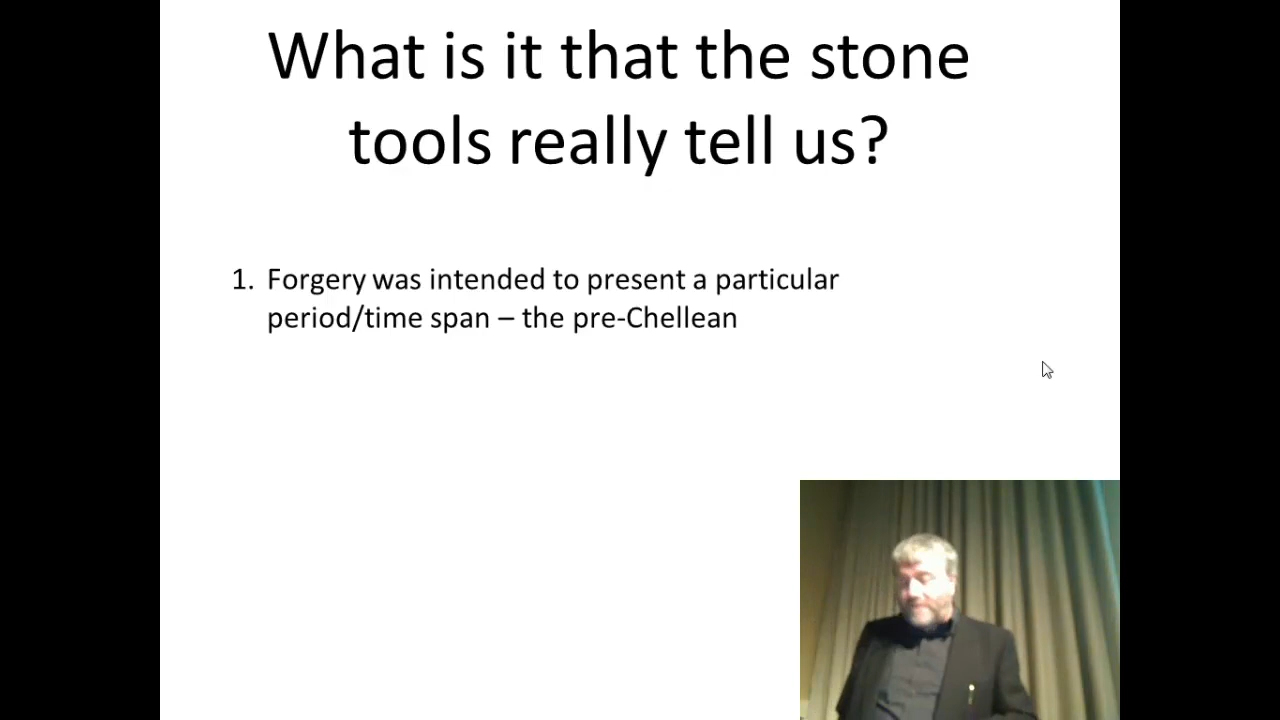 What is it that the stone
tools really tell us?
1. Forgery was intended to present a particular
period/time span – the pre-Chellean